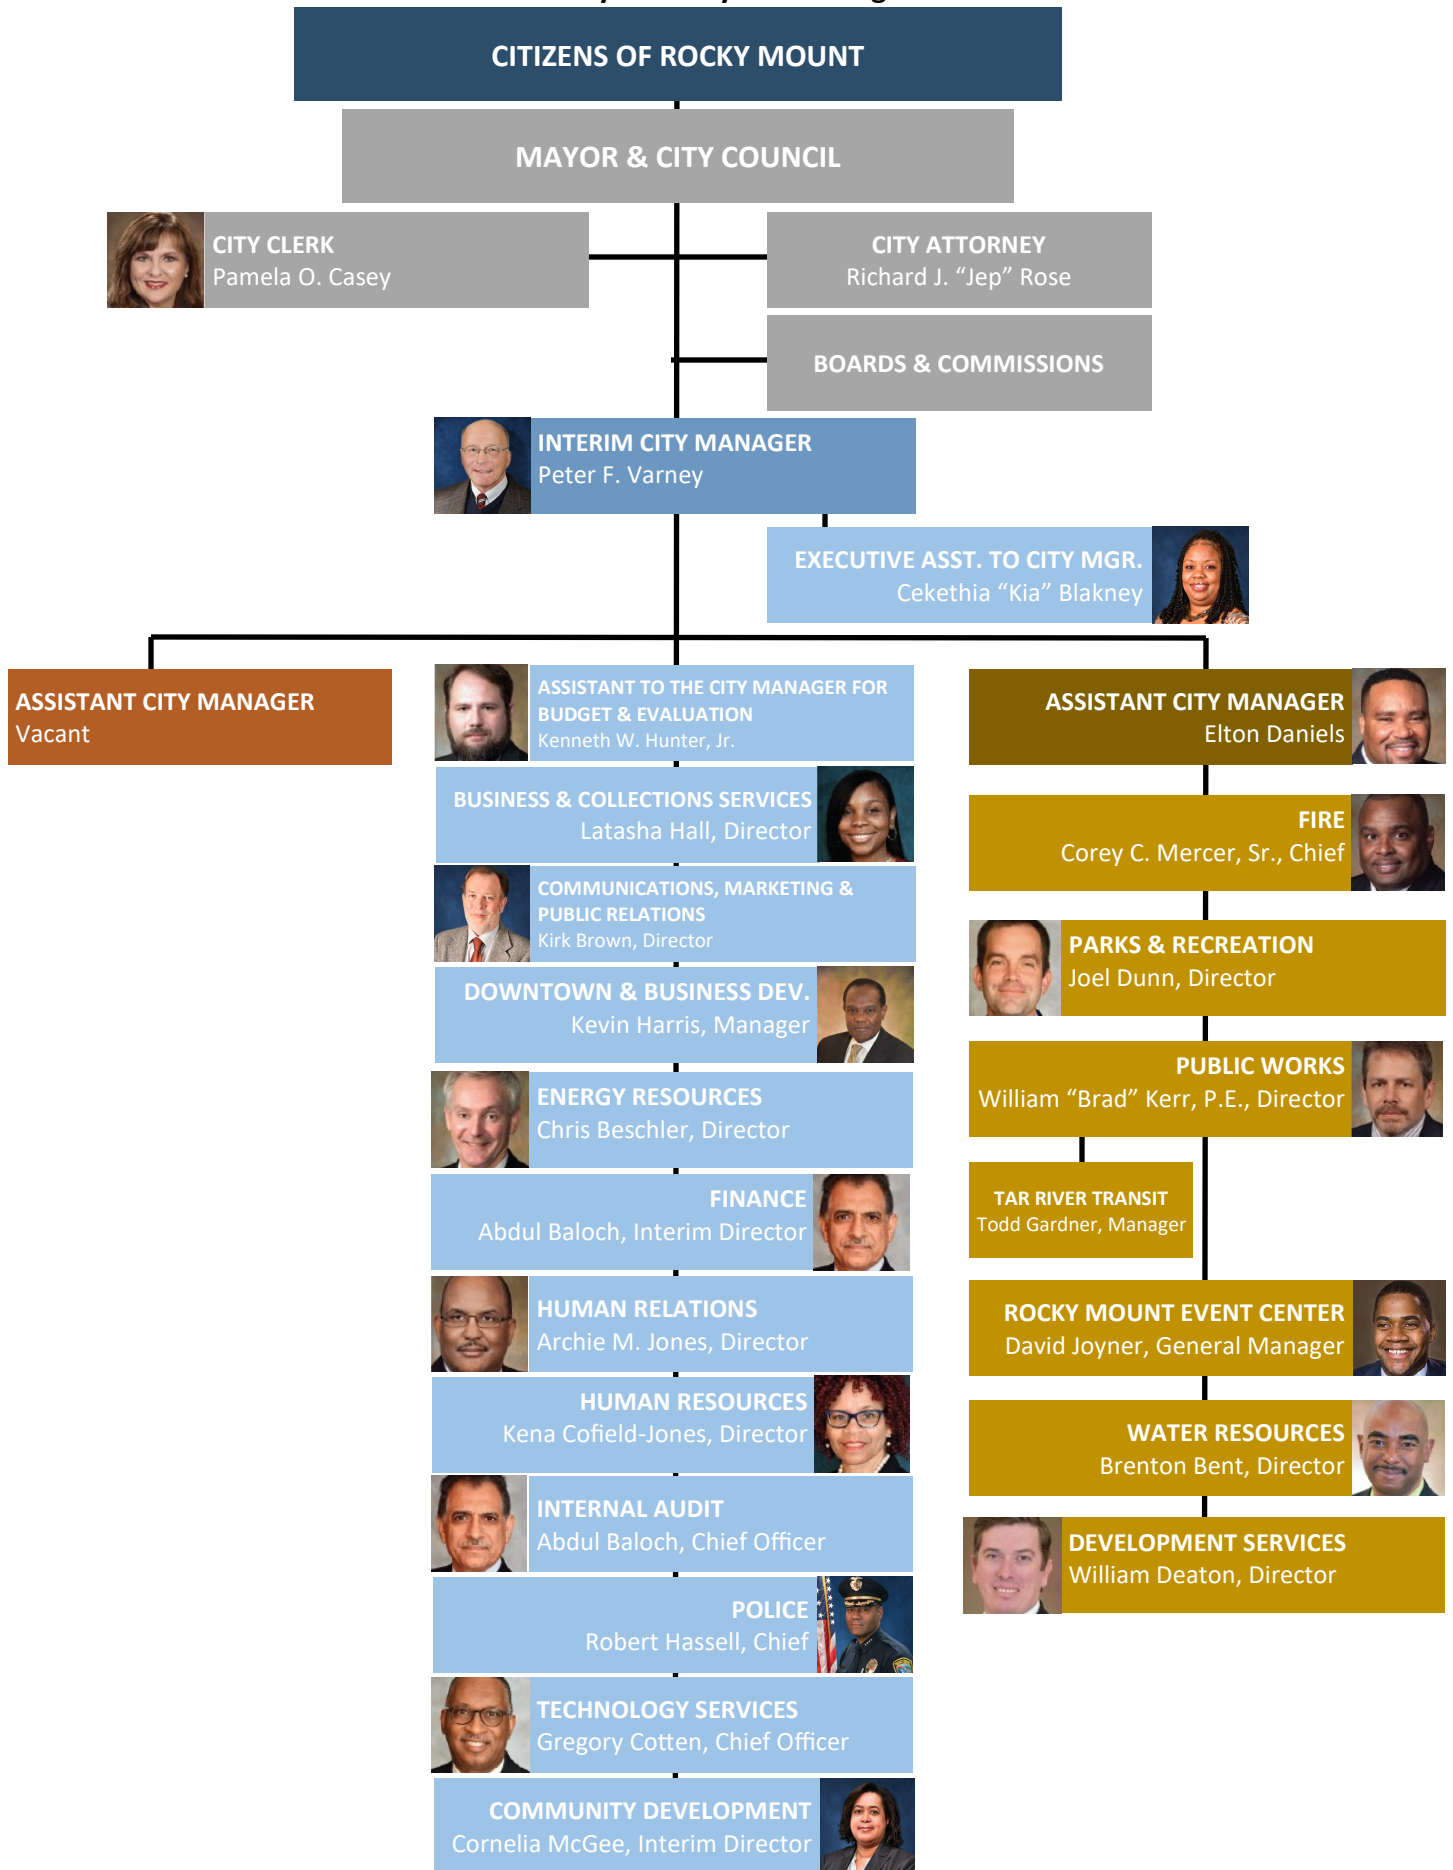 CITIZENS OF ROCKY MOUNT
MAYOR & CITY COUNCIL
CITY CLERK
Pamela O. Casey
CITY ATTORNEY
Richard J. “Jep” Rose
BOARDS & COMMISSIONS
INTERIM CITY MANAGER
Peter F. Varney
EXECUTIVE ASST. TO CITY MGR.
Cekethia “Kia” Blakney
ASSISTANT CITY MANAGER
Vacant
ASSISTANT TO THE CITY MANAGER FOR
BUDGET & EVALUATION
Kenneth W. Hunter, Jr.
BUSINESS & COLLECTIONS SERVICES
Latasha Hall, Director
COMMUNICATIONS, MARKETING &
PUBLIC RELATIONS
Kirk Brown, Director
DOWNTOWN & BUSINESS DEV.
Kevin Harris, Manager
ENERGY RESOURCES
Chris Beschler, Director
FINANCE
Abdul Baloch, Interim Director
HUMAN RELATIONS
Archie M. Jones, Director
HUMAN RESOURCES
Kena Cofield-Jones, Director
INTERNAL AUDIT
Abdul Baloch, Chief Officer
POLICE
Robert Hassell, Chief
TECHNOLOGY SERVICES
Gregory Cotten, Chief Officer
COMMUNITY DEVELOPMENT
Cornelia McGee, Interim Director
ASSISTANT CITY MANAGER
Elton Daniels
FIRE
Corey C. Mercer, Sr., Chief
PARKS & RECREATION
Joel Dunn, Director
PUBLIC WORKS
William “Brad” Kerr, P.E., Director
TAR RIVER TRANSIT
Todd Gardner, Manager
ROCKY MOUNT EVENT CENTER
David Joyner, General Manager
WATER RESOURCES
Brenton Bent, Director
DEVELOPMENT SERVICES
William Deaton, Director